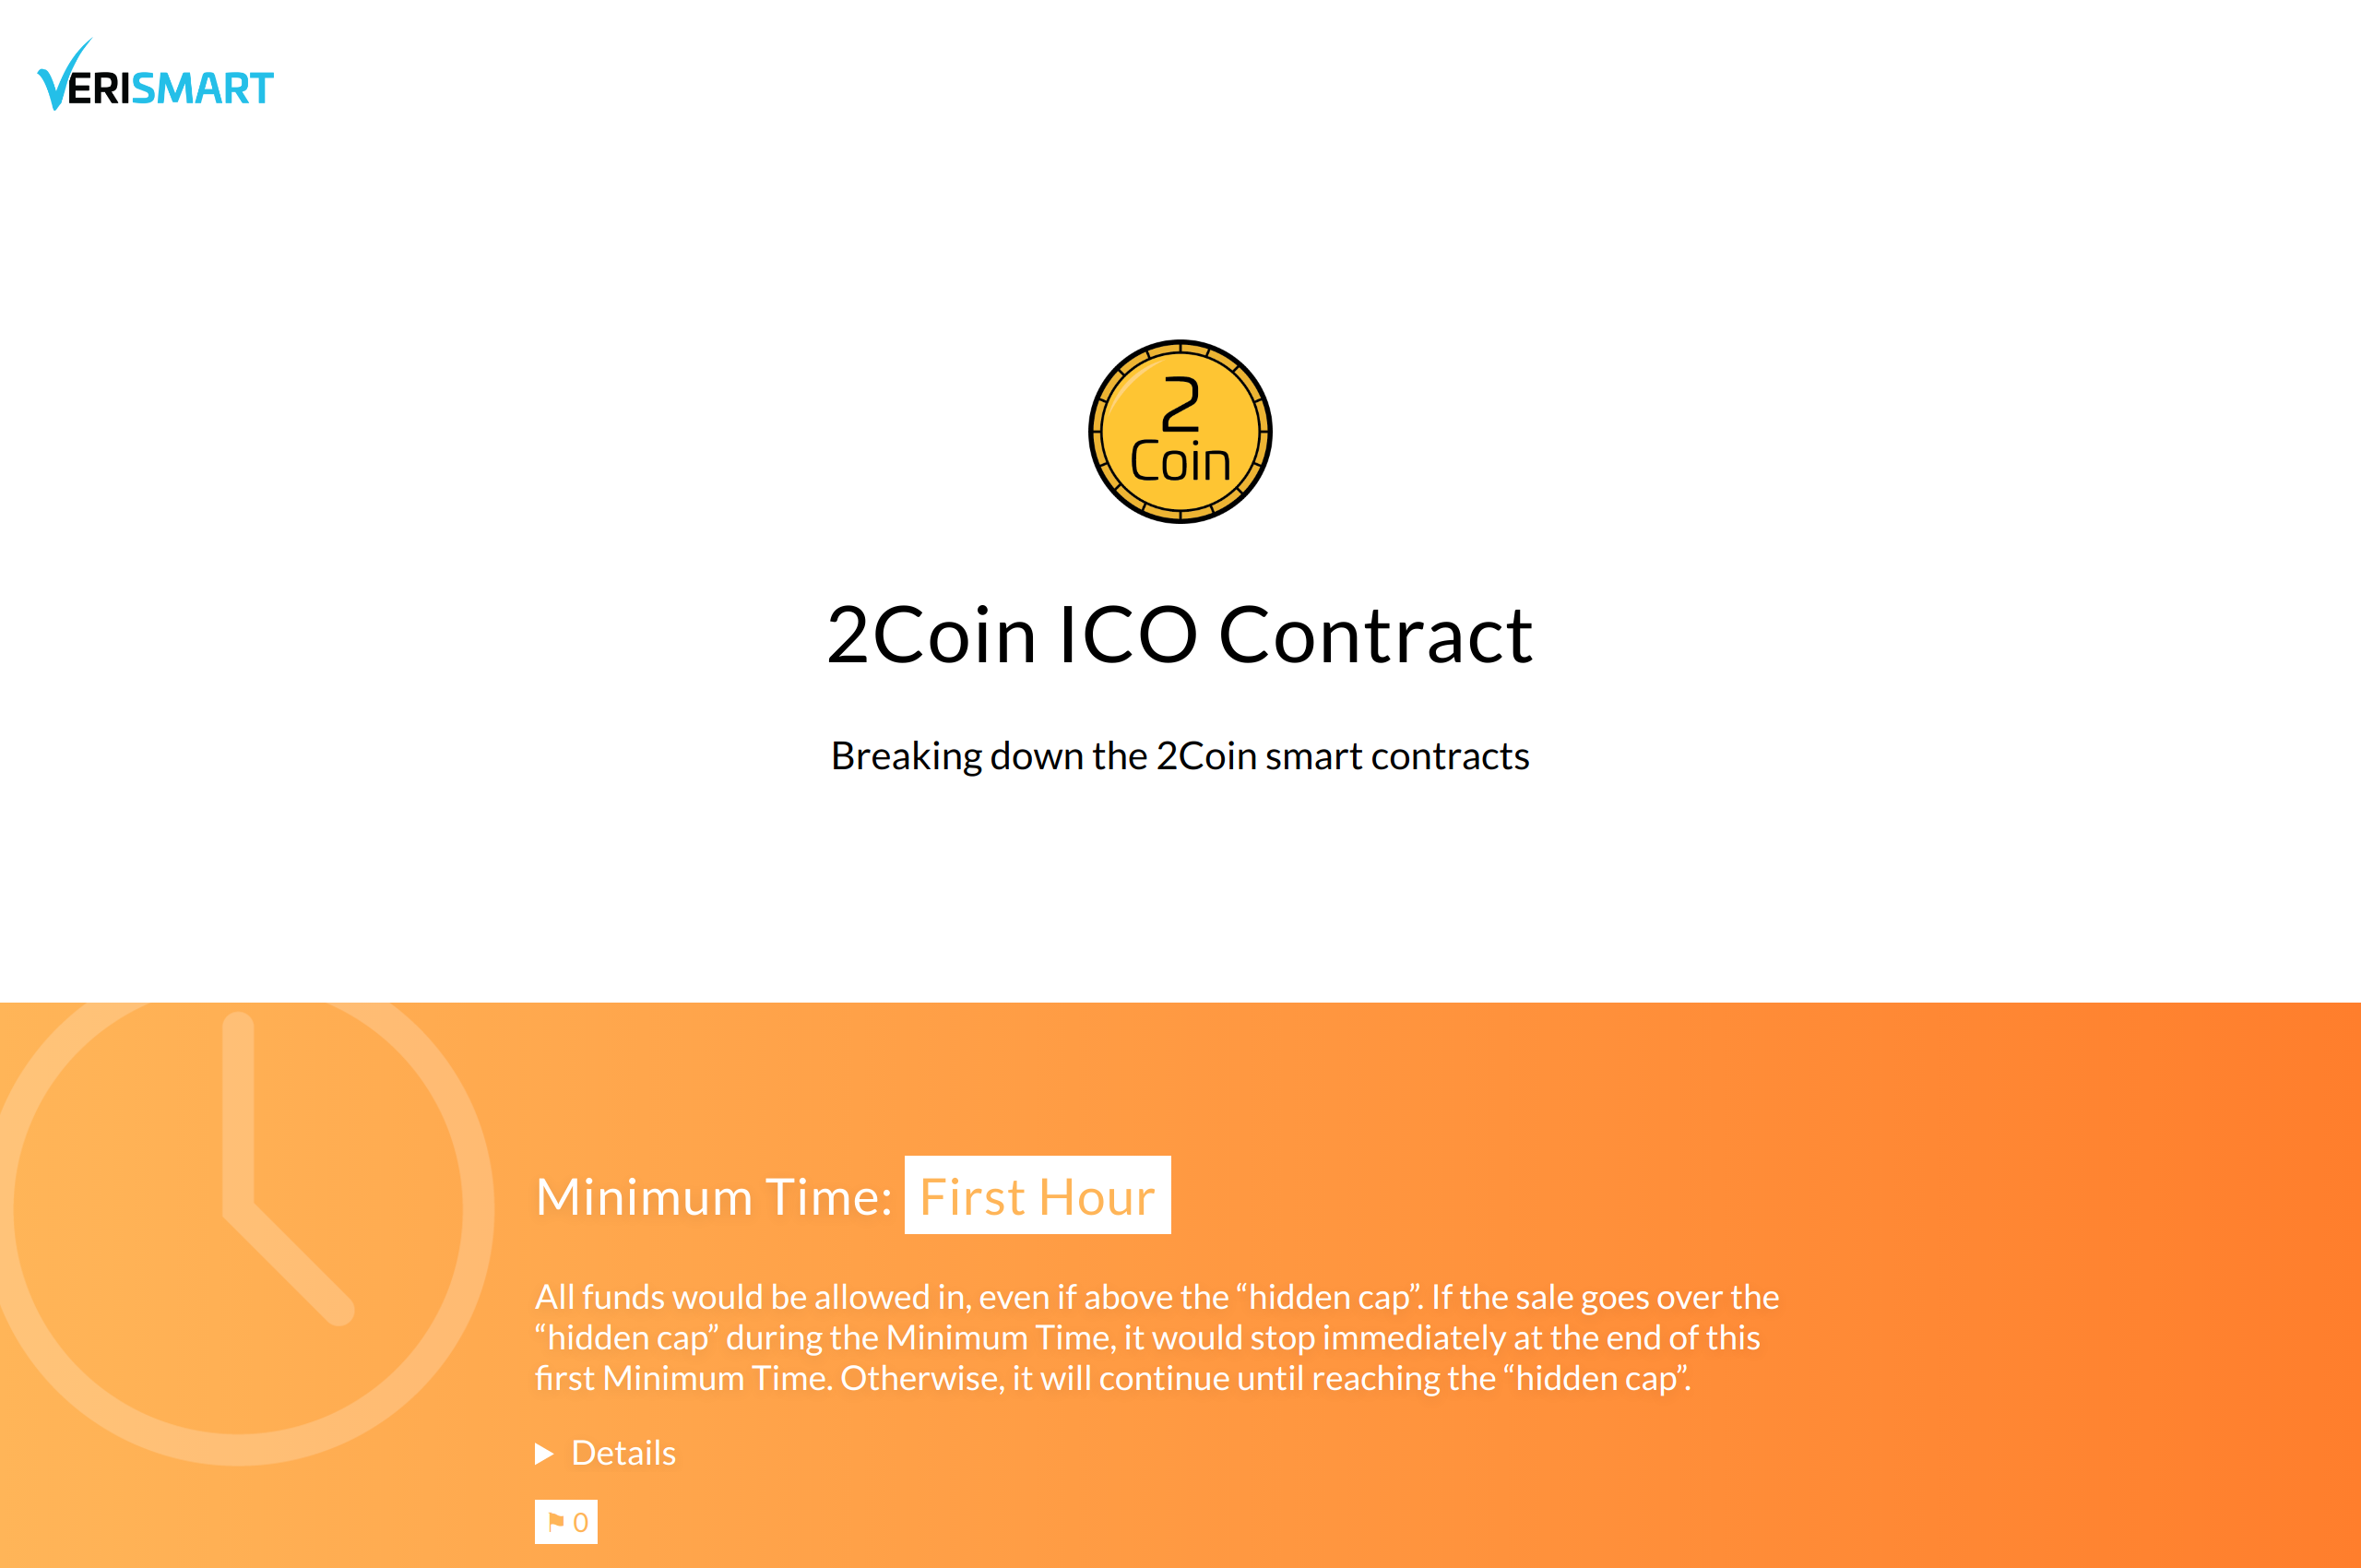 VERISMART
2
Coin
2Coin ICO Contract
Breaking down the 2Coin smart contracts
Minimum Time: First Hour
All funds would be allowed in, even if above the “hidden cap”. If the sale goes over the
“hidden cap” during the Minimum Time, it would stop immediately at the end of this
first Minimum Time. Otherwise, it will continue until reaching the “hidden cap”.
Details
0